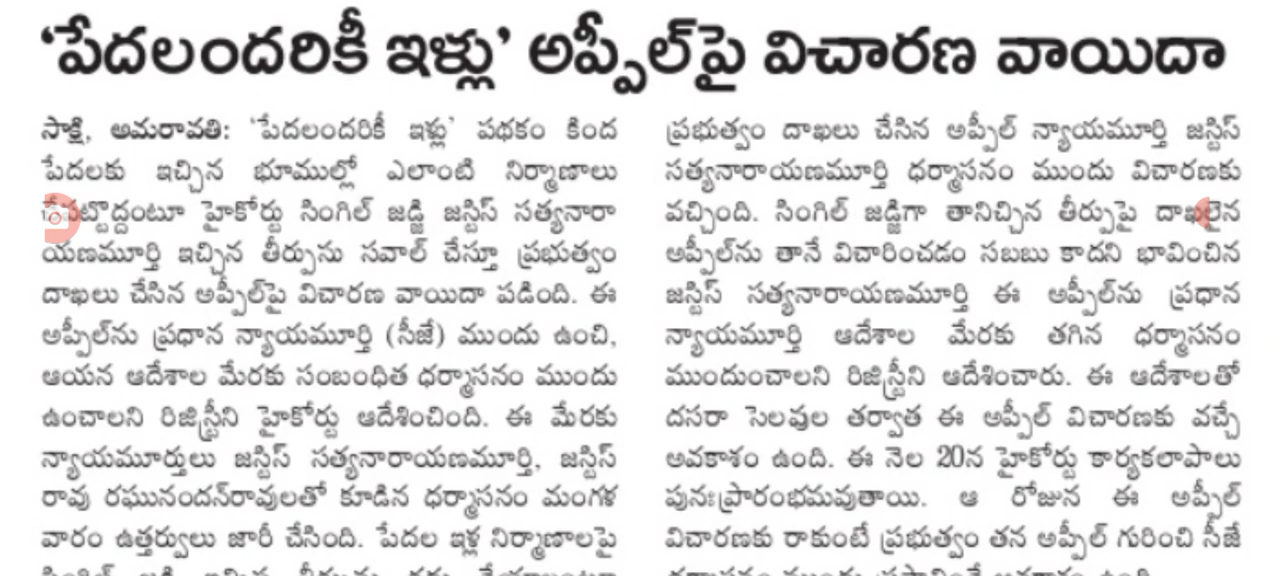 ‘పేదలందరికీ ఇళ్లు’ అప్పీల్‌పై విచారణ వాయిదా
సాక్షి, అమరావతి: ‘పేదలందరికీ ఇళ్లు’ పథకం కింద
పేదలకు ఇచ్చిన భూముల్లో ఎలాంటి నిర్మాణాలు
చేపట్టొద్దంటూ హైకోర్టు సింగిల్ జడ్జి జస్టిస్ సత్యనారా
యణమూర్తి ఇచ్చిన తీర్పును సవాల్ చేస్తూ ప్రభుత్వం
దాఖలు చేసిన అప్పీల్‌పై విచారణ వాయిదా పడింది. ఈ
అప్పీల్‌ను ప్రధాన న్యాయమూర్తి (సీజే) ముందు ఉంచి,
ఆయన ఆదేశాల మేరకు సంబంధిత ధర్మాసనం ముందు
ఉంచాలని రిజిస్ట్రీని హైకోర్టు ఆదేశించింది. ఈ మేరకు
న్యాయమూర్తులు జస్టిస్ సత్యనారాయణమూర్తి, జస్టిస్
రావు రఘునందన్‌రావులతో కూడిన ధర్మాసనం మంగళ
వారం ఉత్తర్వులు జారీ చేసింది. పేదల ఇళ్ల నిర్మాణాలపై
ప్రభుత్వం దాఖలు చేసిన అప్పీల్ న్యాయమూర్తి జస్టిస్
సత్యనారాయణమూర్తి ధర్మాసనం ముందు విచారణకు
వచ్చింది. సింగిల్ జడ్జిగా తానిచ్చిన తీర్పుపై దాఖలైన
అప్పీల్‌ను తానే విచారించడం సబబు కాదని భావించిన
జస్టిస్ సత్యనారాయణమూర్తి ఈ అప్పీల్‌ను ప్రధాన
న్యాయమూర్తి ఆదేశాల మేరకు తగిన ధర్మాసనం
ముందుంచాలని రిజిస్ట్రీని ఆదేశించారు. ఈ ఆదేశాలతో
దసరా సెలవుల తర్వాత ఈ అప్పీల్ విచారణకు వచ్చే
అవకాశం ఉంది. ఈ నెల 20న హైకోర్టు కార్యకలాపాలు
పునఃప్రారంభమవుతాయి. ఆ రోజున ఈ అప్పీల్
విచారణకు రాకుంటే ప్రభుత్వం తన అప్పీల్ గురించి సీజే